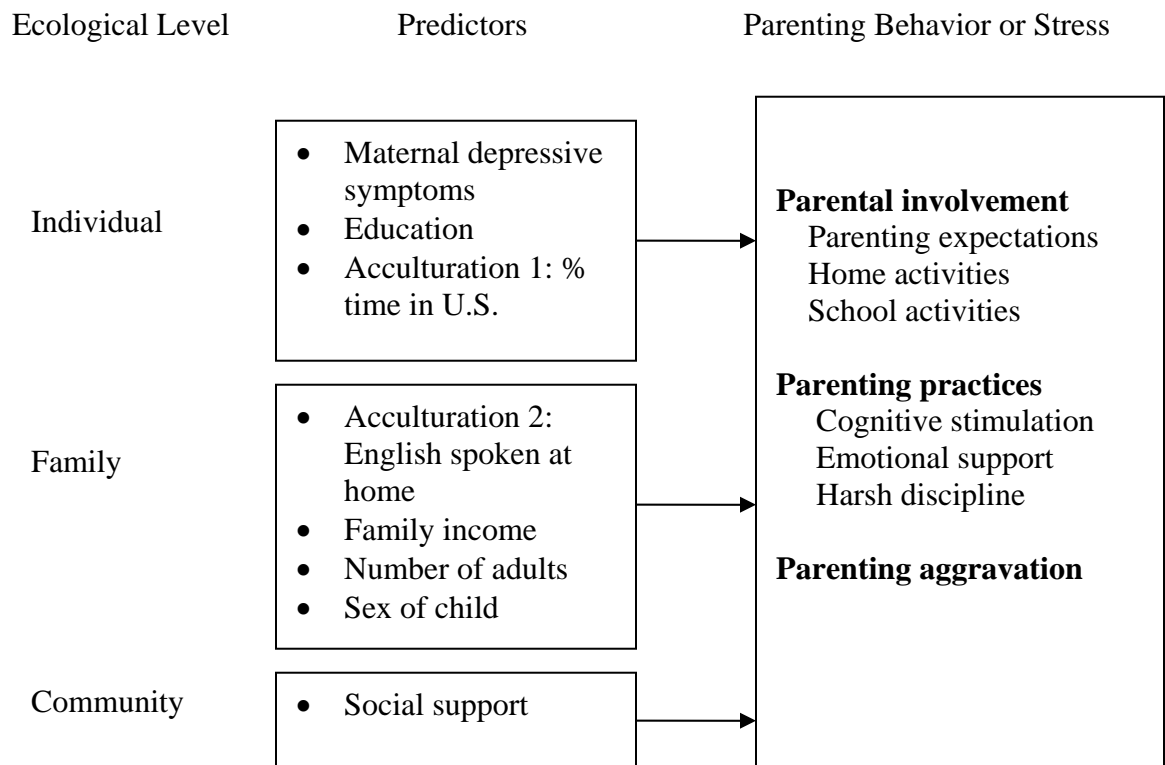 Ecological Level Predictors Parenting Behavior or Stress
Individual
• Maternal depressive
symptoms
• Education
• Acculturation 1: %
time in U.S.
Family
• Acculturation 2:
English spoken at
home
• Family income
• Number of adults
• Sex of child
Community
• Social support
Parental involvement
Parenting expectations
Home activities
School activities
Parenting practices
Cognitive stimulation
Emotional support
Harsh discipline
Parenting aggravation